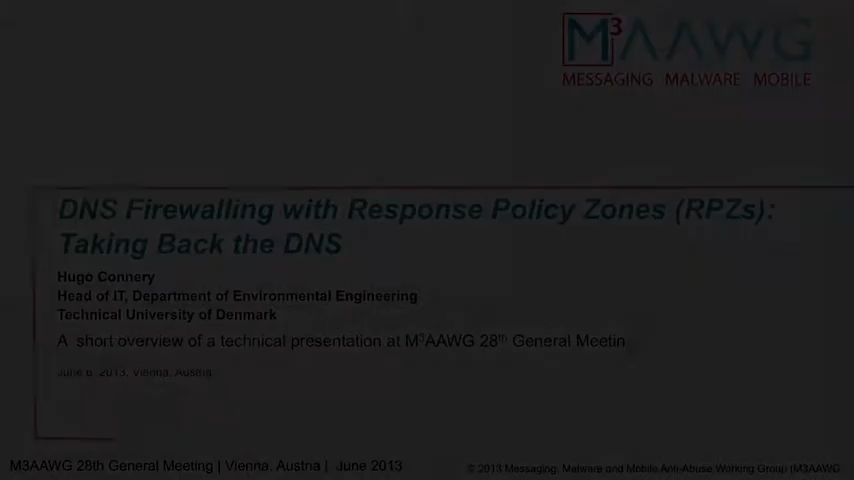 M³AAWG
MESSAGING MALWARE MOBILE
DNS Firewalling with Response Policy Zones (RPZs):
Taking Back the DNS
Hugo Connery
Head of IT, Department of Environmental Engineering
Technical University of Denmark
A short overview of a technical presentation at M³AAWG 28th General Meetin
June 6, 2013, Vienna, Austria
M3AAWG 28th General Meeting | Vienna, Austria | June 2013
© 2013 Messaging, Malware and Mobile Anti-Abuse Working Group (M3AAWG